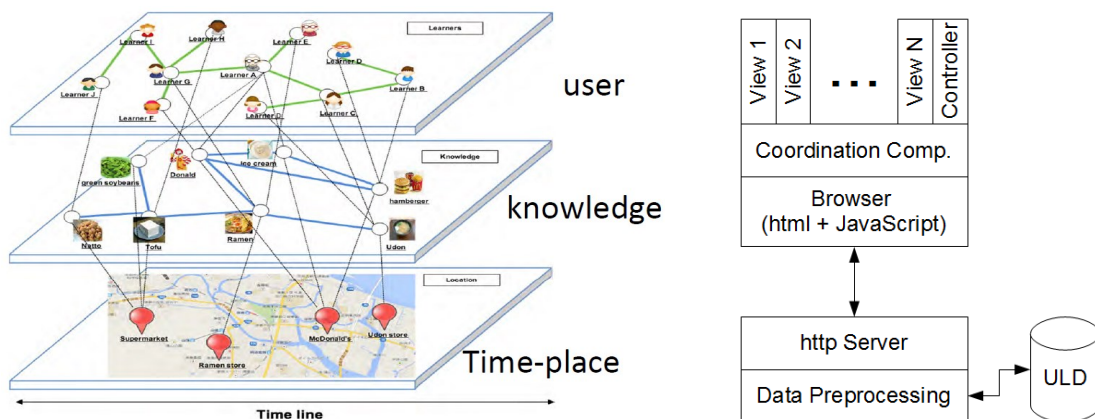 Learners
Learner I
Learner H
Learner E
Learner D
Learner A
Learner G
Learner B
Learner J
Learner F
Learner D
Learner C
user
Knowledge
Ice cream
Donald
green soybeans
hamberger
Natto
Tofu
Ramen
Udon
knowledge
Location
Supermarket
McDonald's
Udon store
Ramen store
Time-place
Time line
View 1
View 2
...
View N
Controller
Coordination Comp.
Browser
(html + JavaScript)
http Server
Data Preprocessing
ULD